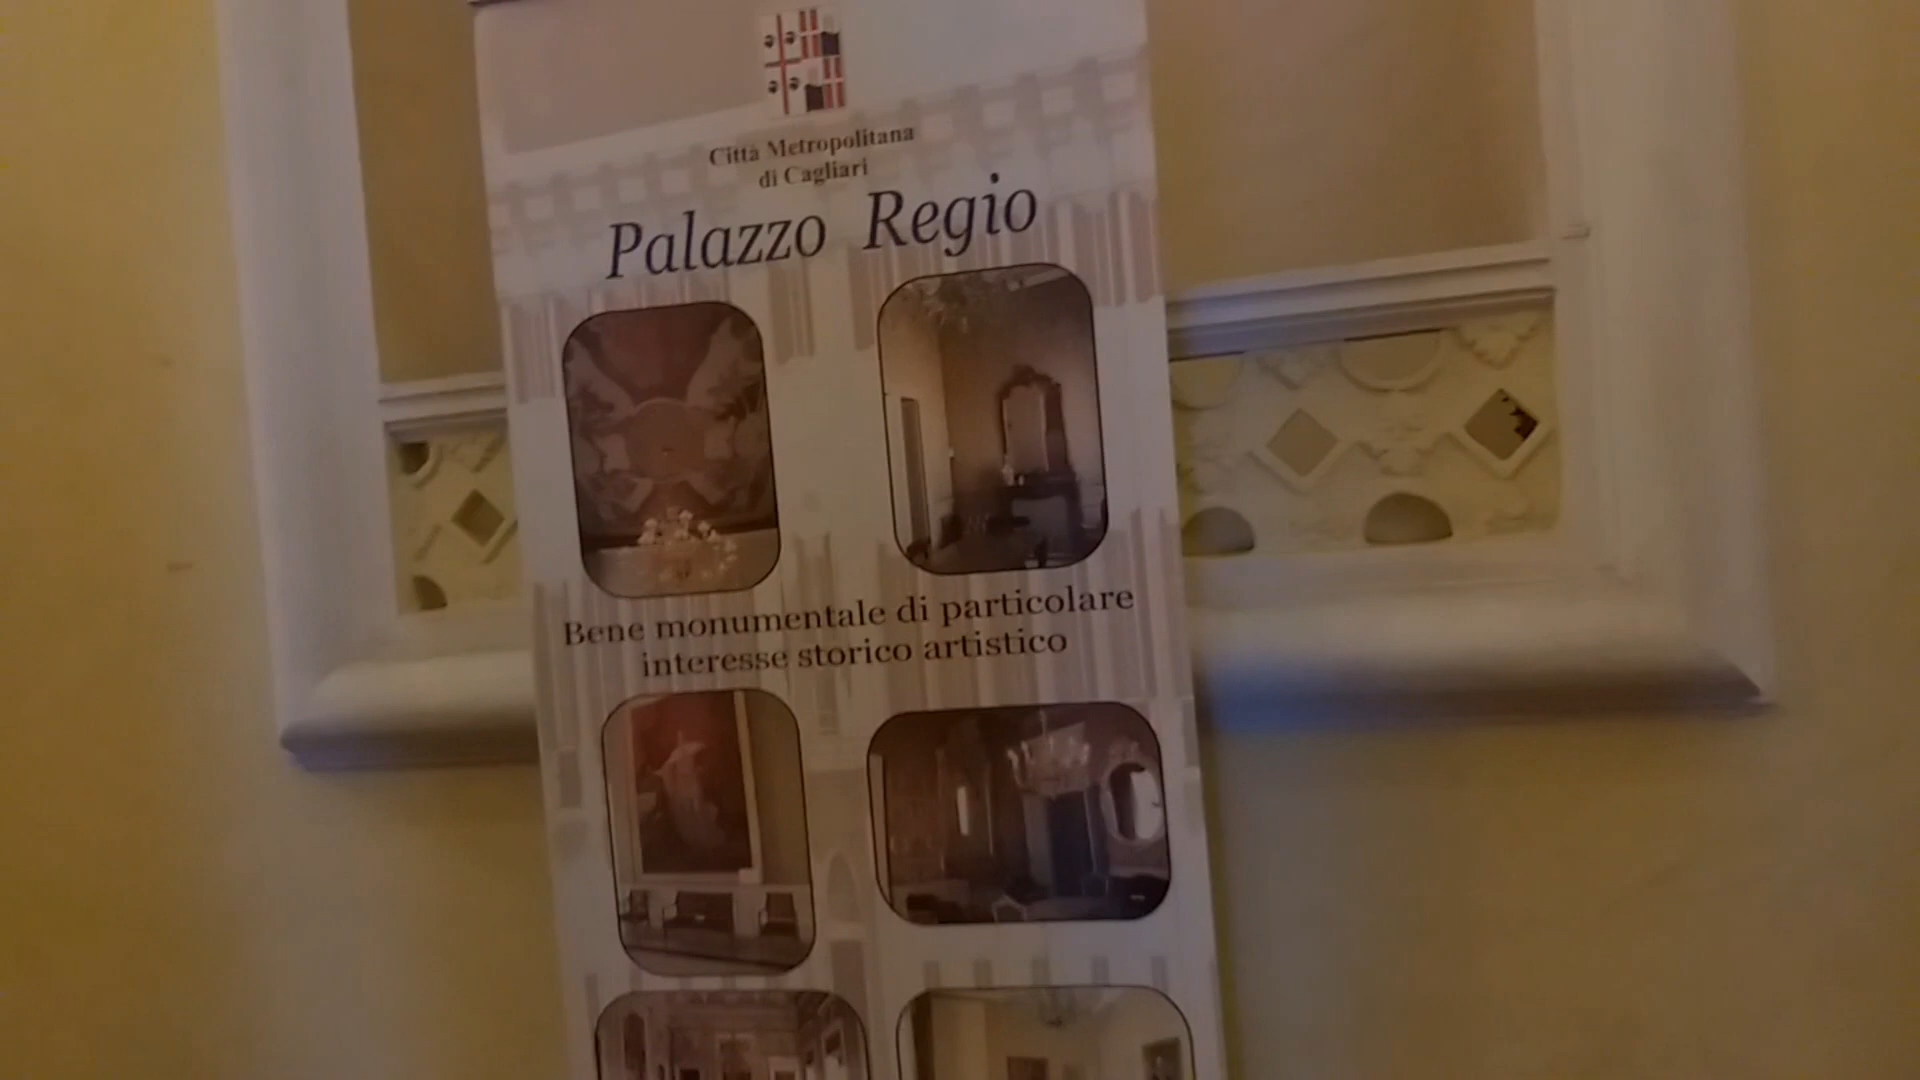 Città Metropolitana
di Cagliari
Palazzo Regio
Bene monumentale di particolare
interesse storico artistico